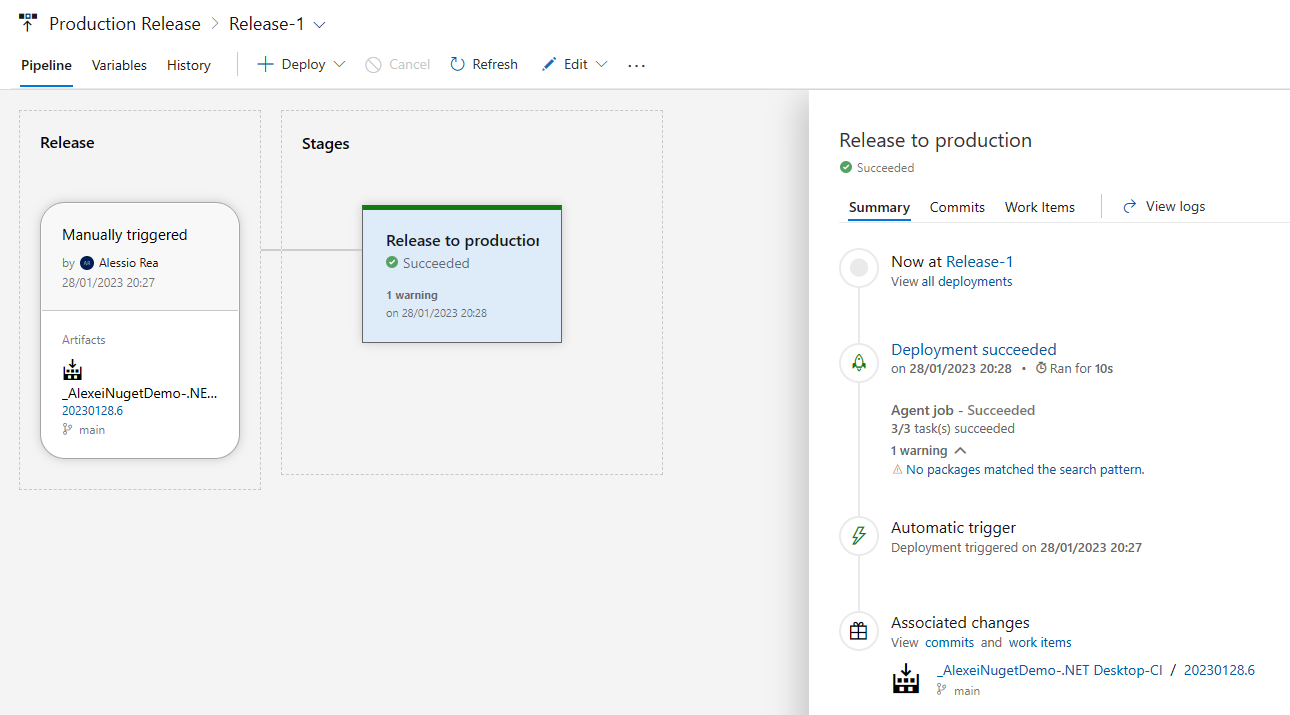 Production Release > Release-1
Pipeline Variables History Deploy Cancel Refresh Edit ...
Release
Manually triggered
by AR Alessio Rea
28/01/2023 20:27
Artifacts
_AlexeiNugetDemo-.NE...
20230128.6
main
Stages
Release to production
Succeeded
1 warning
on 28/01/2023 20:28
Release to production
Succeeded
Summary Commits Work Items View logs
Now at Release-1
View all deployments
Deployment succeeded
on 28/01/2023 20:28 • Ran for 10s
Agent job - Succeeded
3/3 task(s) succeeded
1 warning
No packages matched the search pattern.
Automatic trigger
Deployment triggered on 28/01/2023 20:27
Associated changes
View commits and work items
_AlexeiNugetDemo-.NET Desktop-CI / 20230128.6
main